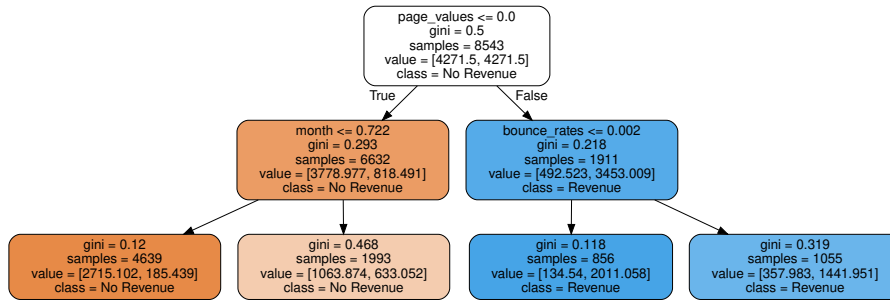 page_values <= 0.0
gini = 0.5
samples = 8543
value = [4271.5, 4271.5]
class = No Revenue
True
False
month <= 0.722
gini = 0.293
samples = 6632
value = [3778.977, 818.491]
class = No Revenue
bounce_rates <= 0.002
gini = 0.218
samples = 1911
value = [492.523, 3453.009]
class = Revenue
gini = 0.12
samples = 4639
value = [2715.102, 185.439]
class = No Revenue
gini = 0.468
samples = 1993
value = [1063.874, 633.052]
class = No Revenue
gini = 0.118
samples = 856
value = [134.54, 2011.058]
class = Revenue
gini = 0.319
samples = 1055
value = [357.983, 1441.951]
class = Revenue